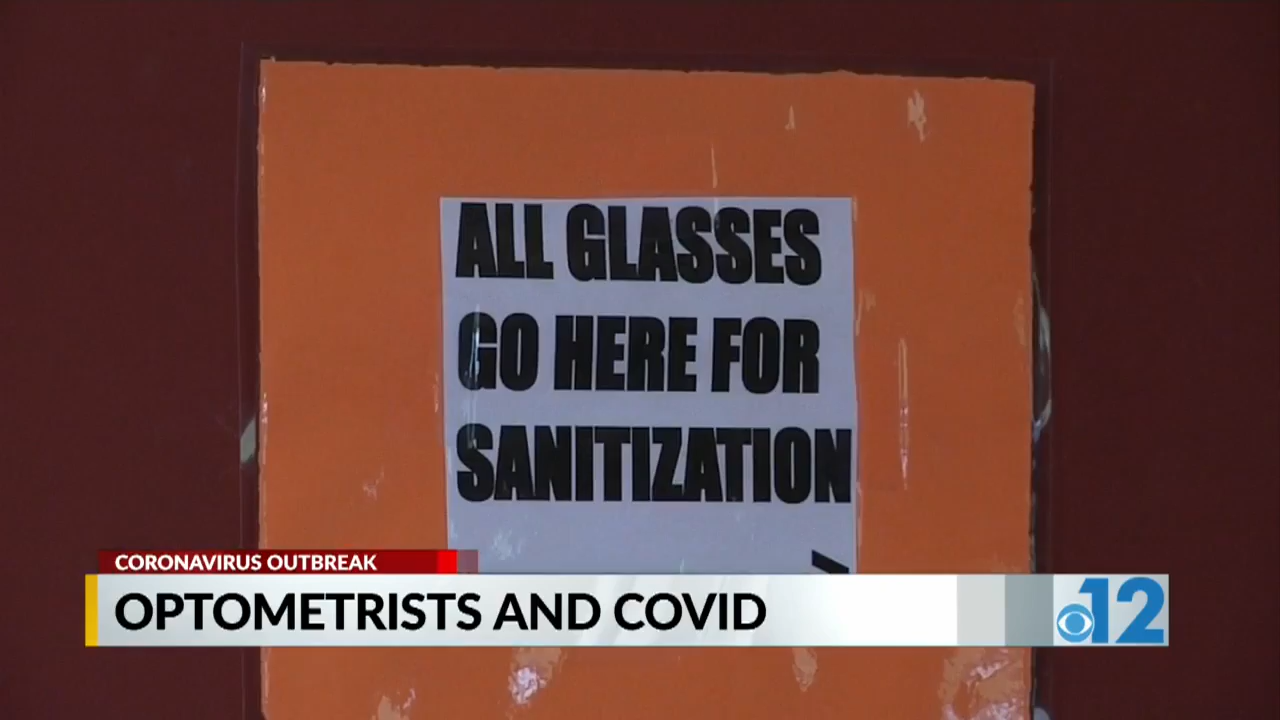 ALL GLASSES
GO HERE FOR
SANITIZATION
CORONAVIRUS OUTBREAK
OPTOMETRISTS AND COVID
12